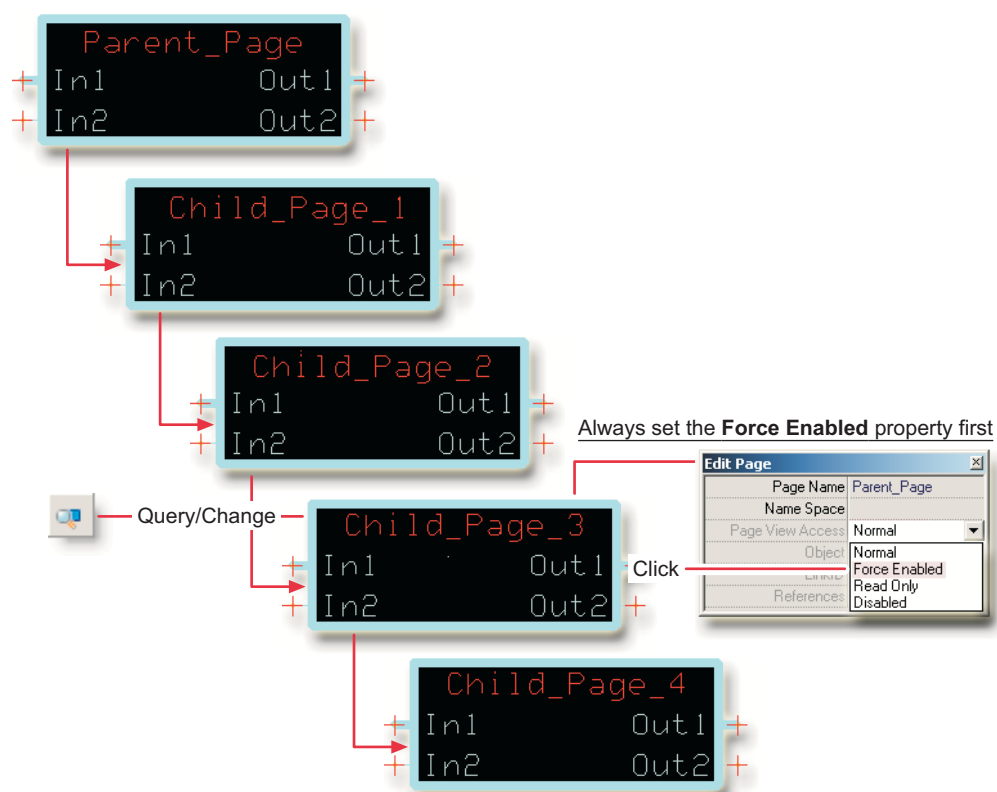 Parent_Page
In1 Out1
In2 Out2
Child_Page_1
In1 Out1
In2 Out2
Child_Page_2
In1 Out1
In2 Out2
Always set the Force Enabled property first
Edit Page
Page Name Parent_Page
Name Space
Page View Access Normal
Object Normal
Force Enabled
LinkID
Read Only
References
Disabled
Click
Query/Change
Child_Page_3
In1 Out1
In2 Out2
Child_Page_4
In1 Out1
In2 Out2